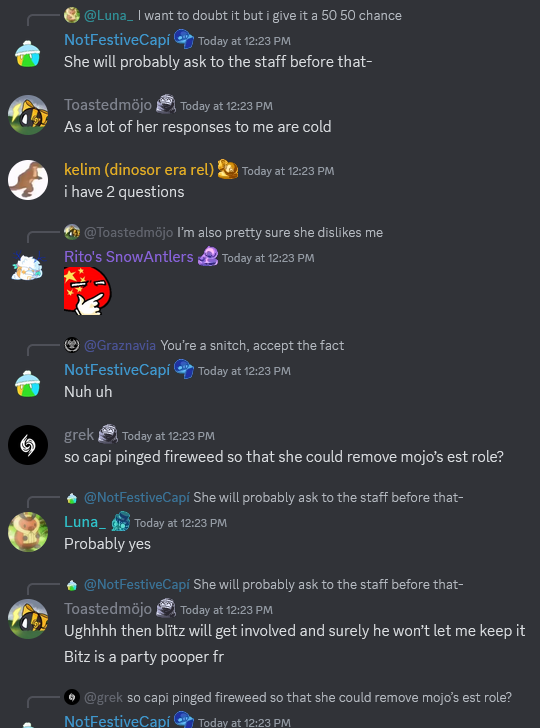 @Luna_ I want to doubt it but i give it a 50 50 chance
NotFestiveCapí Today at 12:23 PM
She will probably ask to the staff before that-
Toastedmöjo Today at 12:23 PM
As a lot of her responses to me are cold
kelim (dinosor era rel) Today at 12:23 PM
i have 2 questions
@Toastedmöjo I'm also pretty sure she dislikes me
Rito's SnowAntlers Today at 12:23 PM
@Graznavia You're a snitch, accept the fact
NotFestiveCapí Today at 12:23 PM
Nuh uh
grek Today at 12:23 PM
so capi pinged fireweed so that she could remove mojo's est role?
@NotFestiveCapí She will probably ask to the staff before that-
Luna_ Today at 12:23 PM
Probably yes
@NotFestiveCapí She will probably ask to the staff before that-
Toastedmöjo Today at 12:23 PM
Ughhhh then blītz will get involved and surely he won't let me keep it
Bitz is a party pooper fr
@grek so capi pinged fireweed so that she could remove mojo's est role?
NotFestiveCapí Today at 12:23 PM